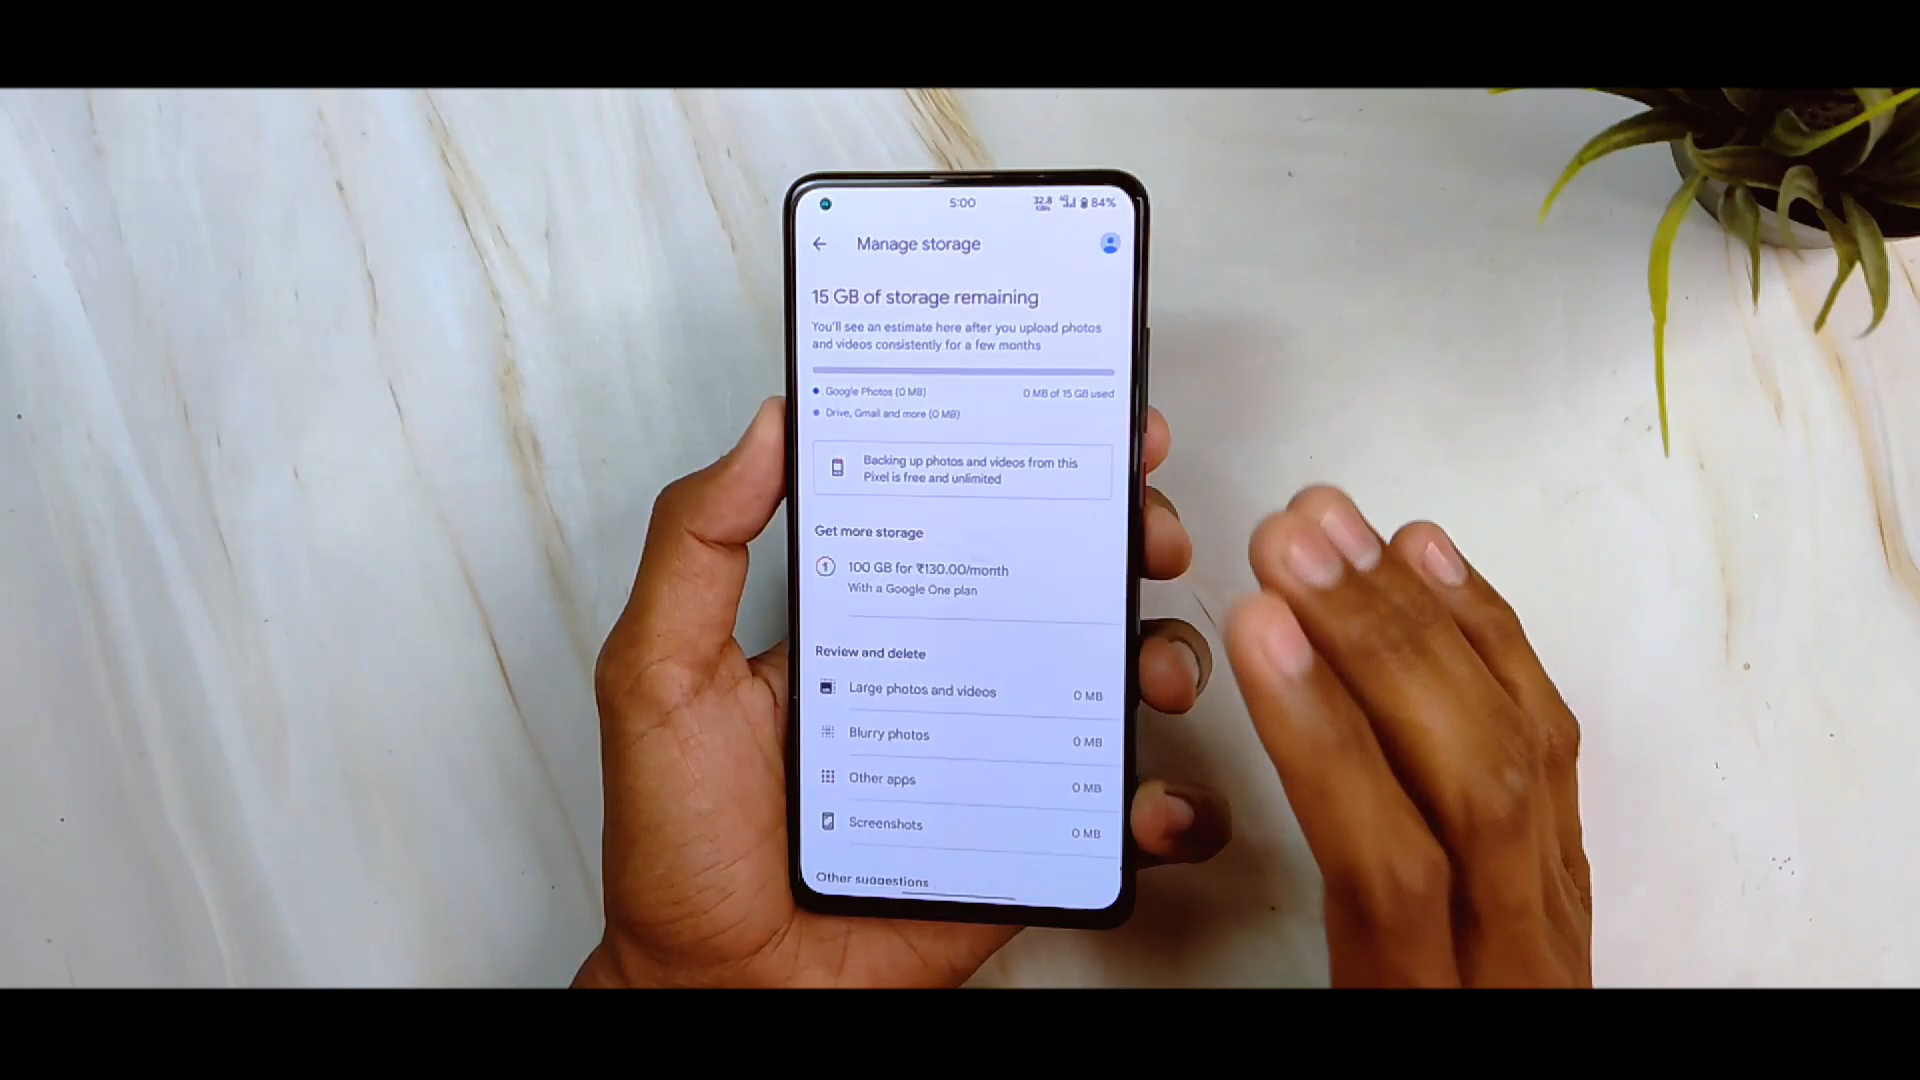 5:00
32.8 84%
Manage storage
15 GB of storage remaining
You'll see an estimate here after you upload photos
and videos consistently for a few months
Google Photos (0 MB) 0 MB of 15 GB used
Drive, Gmail and more (0 MB)
Backing up photos and videos from this
Pixel is free and unlimited
Get more storage
1 100 GB for ₹130.00/month
With a Google One plan
Review and delete
Large photos and videos 0 MB
Blurry photos 0 MB
Other apps 0 MB
Screenshots 0 MB
Other suggestions